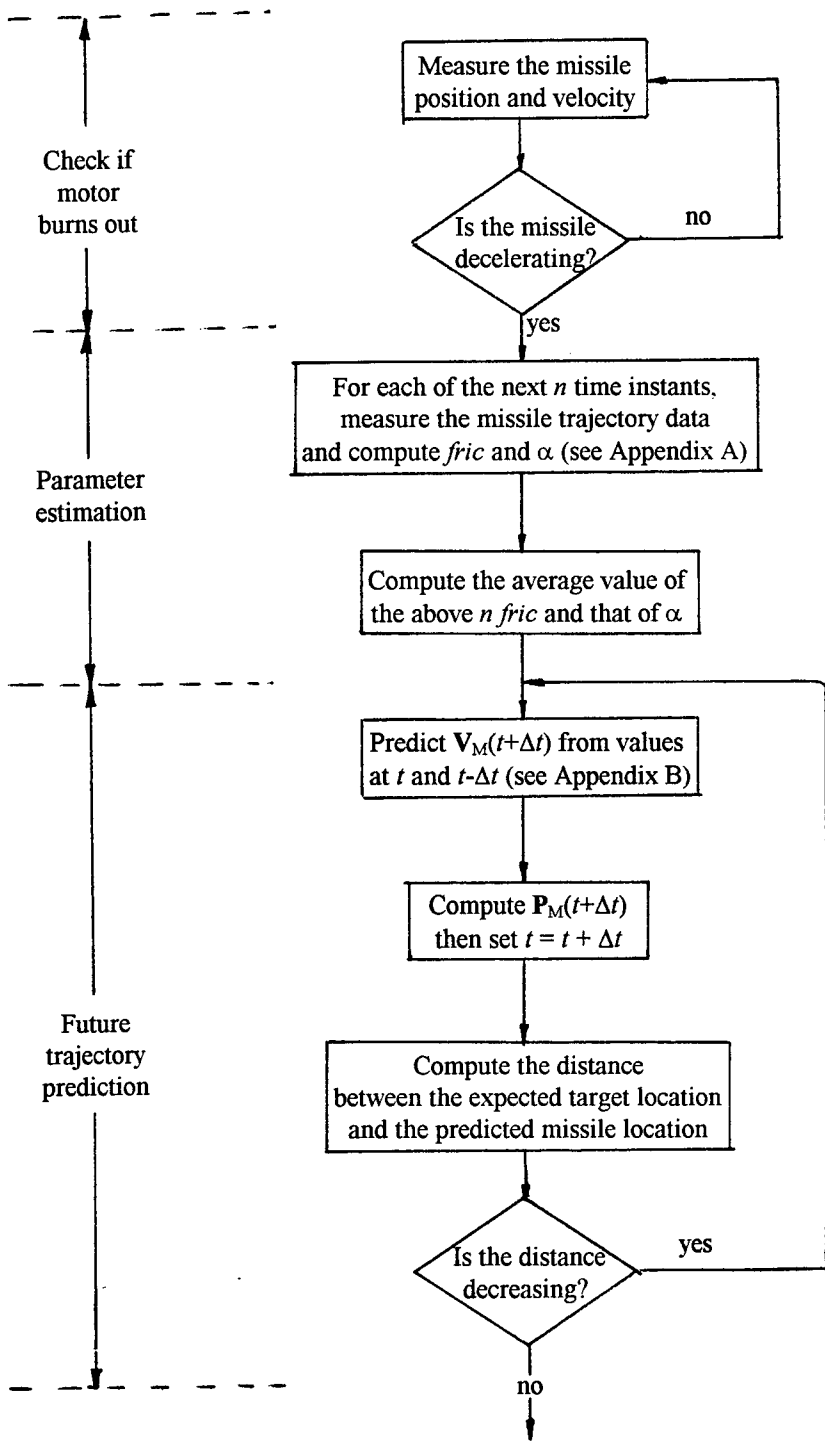 Measure the missile
position and velocity
Check if
motor
burns out
Is the missile
decelerating?
no
yes
For each of the next n time instants,
measure the missile trajectory data
and compute fric and α (see Appendix A)
Parameter
estimation
Compute the average value of
the above n fric and that of α
Predict V_M(t+Δt) from values
at t and t-Δt (see Appendix B)
Compute P_M(t+Δt)
then set t = t + Δt
Future
trajectory
prediction
Compute the distance
between the expected target location
and the predicted missile location
Is the distance
decreasing?
yes
no